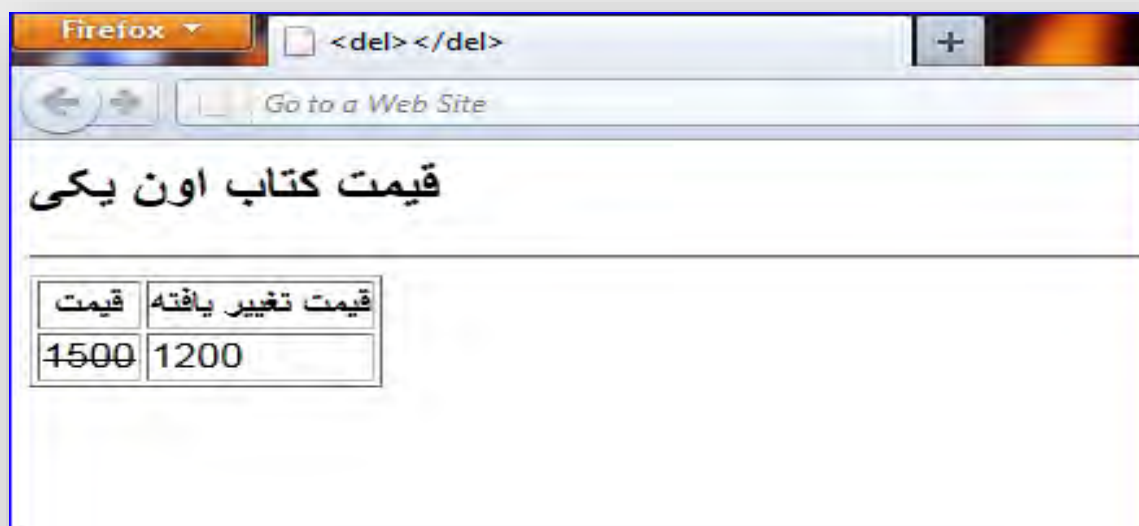 Firefox
<del></del>
Go to a Web Site
قیمت کتاب اون یکی
قیمت قیمت تغییر یافته
1500 1200